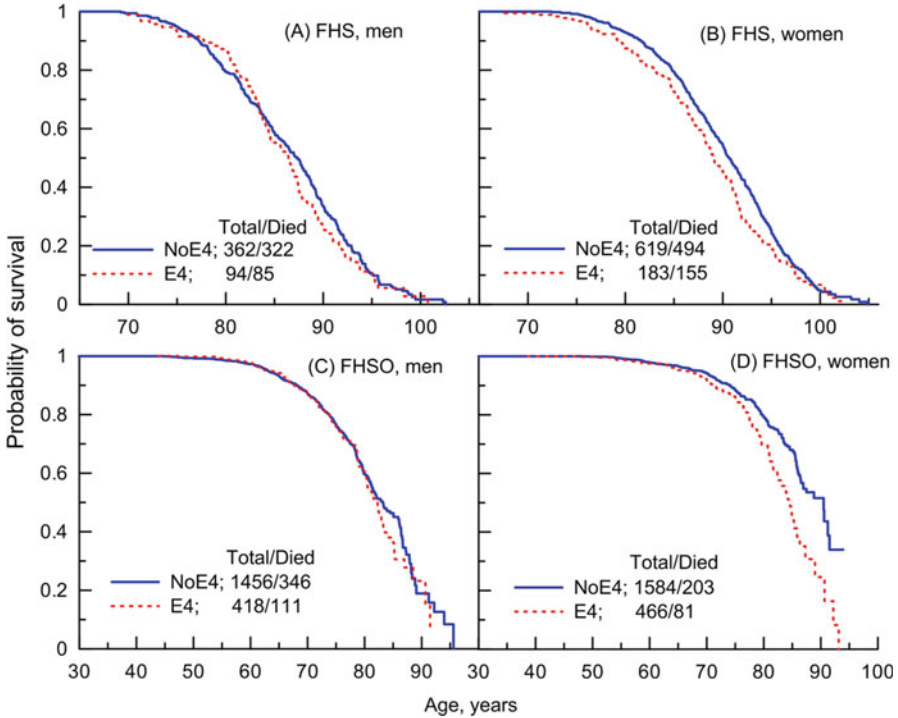 Probability of survival
(A) FHS, men
1
0.8
0.6
0.4
0.2
0
Total/Died
NoE4; 362/322
E4; 94/85
70 80 90 100
(B) FHS, women
Total/Died
NoE4; 619/494
E4; 183/155
70 80 90 100
(C) FHSO, men
1
0.8
0.6
0.4
0.2
0
Total/Died
NoE4; 1456/346
E4; 418/111
30 40 50 60 70 80 90
(D) FHSO, women
Total/Died
NoE4; 1584/203
E4; 466/81
30 40 50 60 70 80 90 100
Age, years